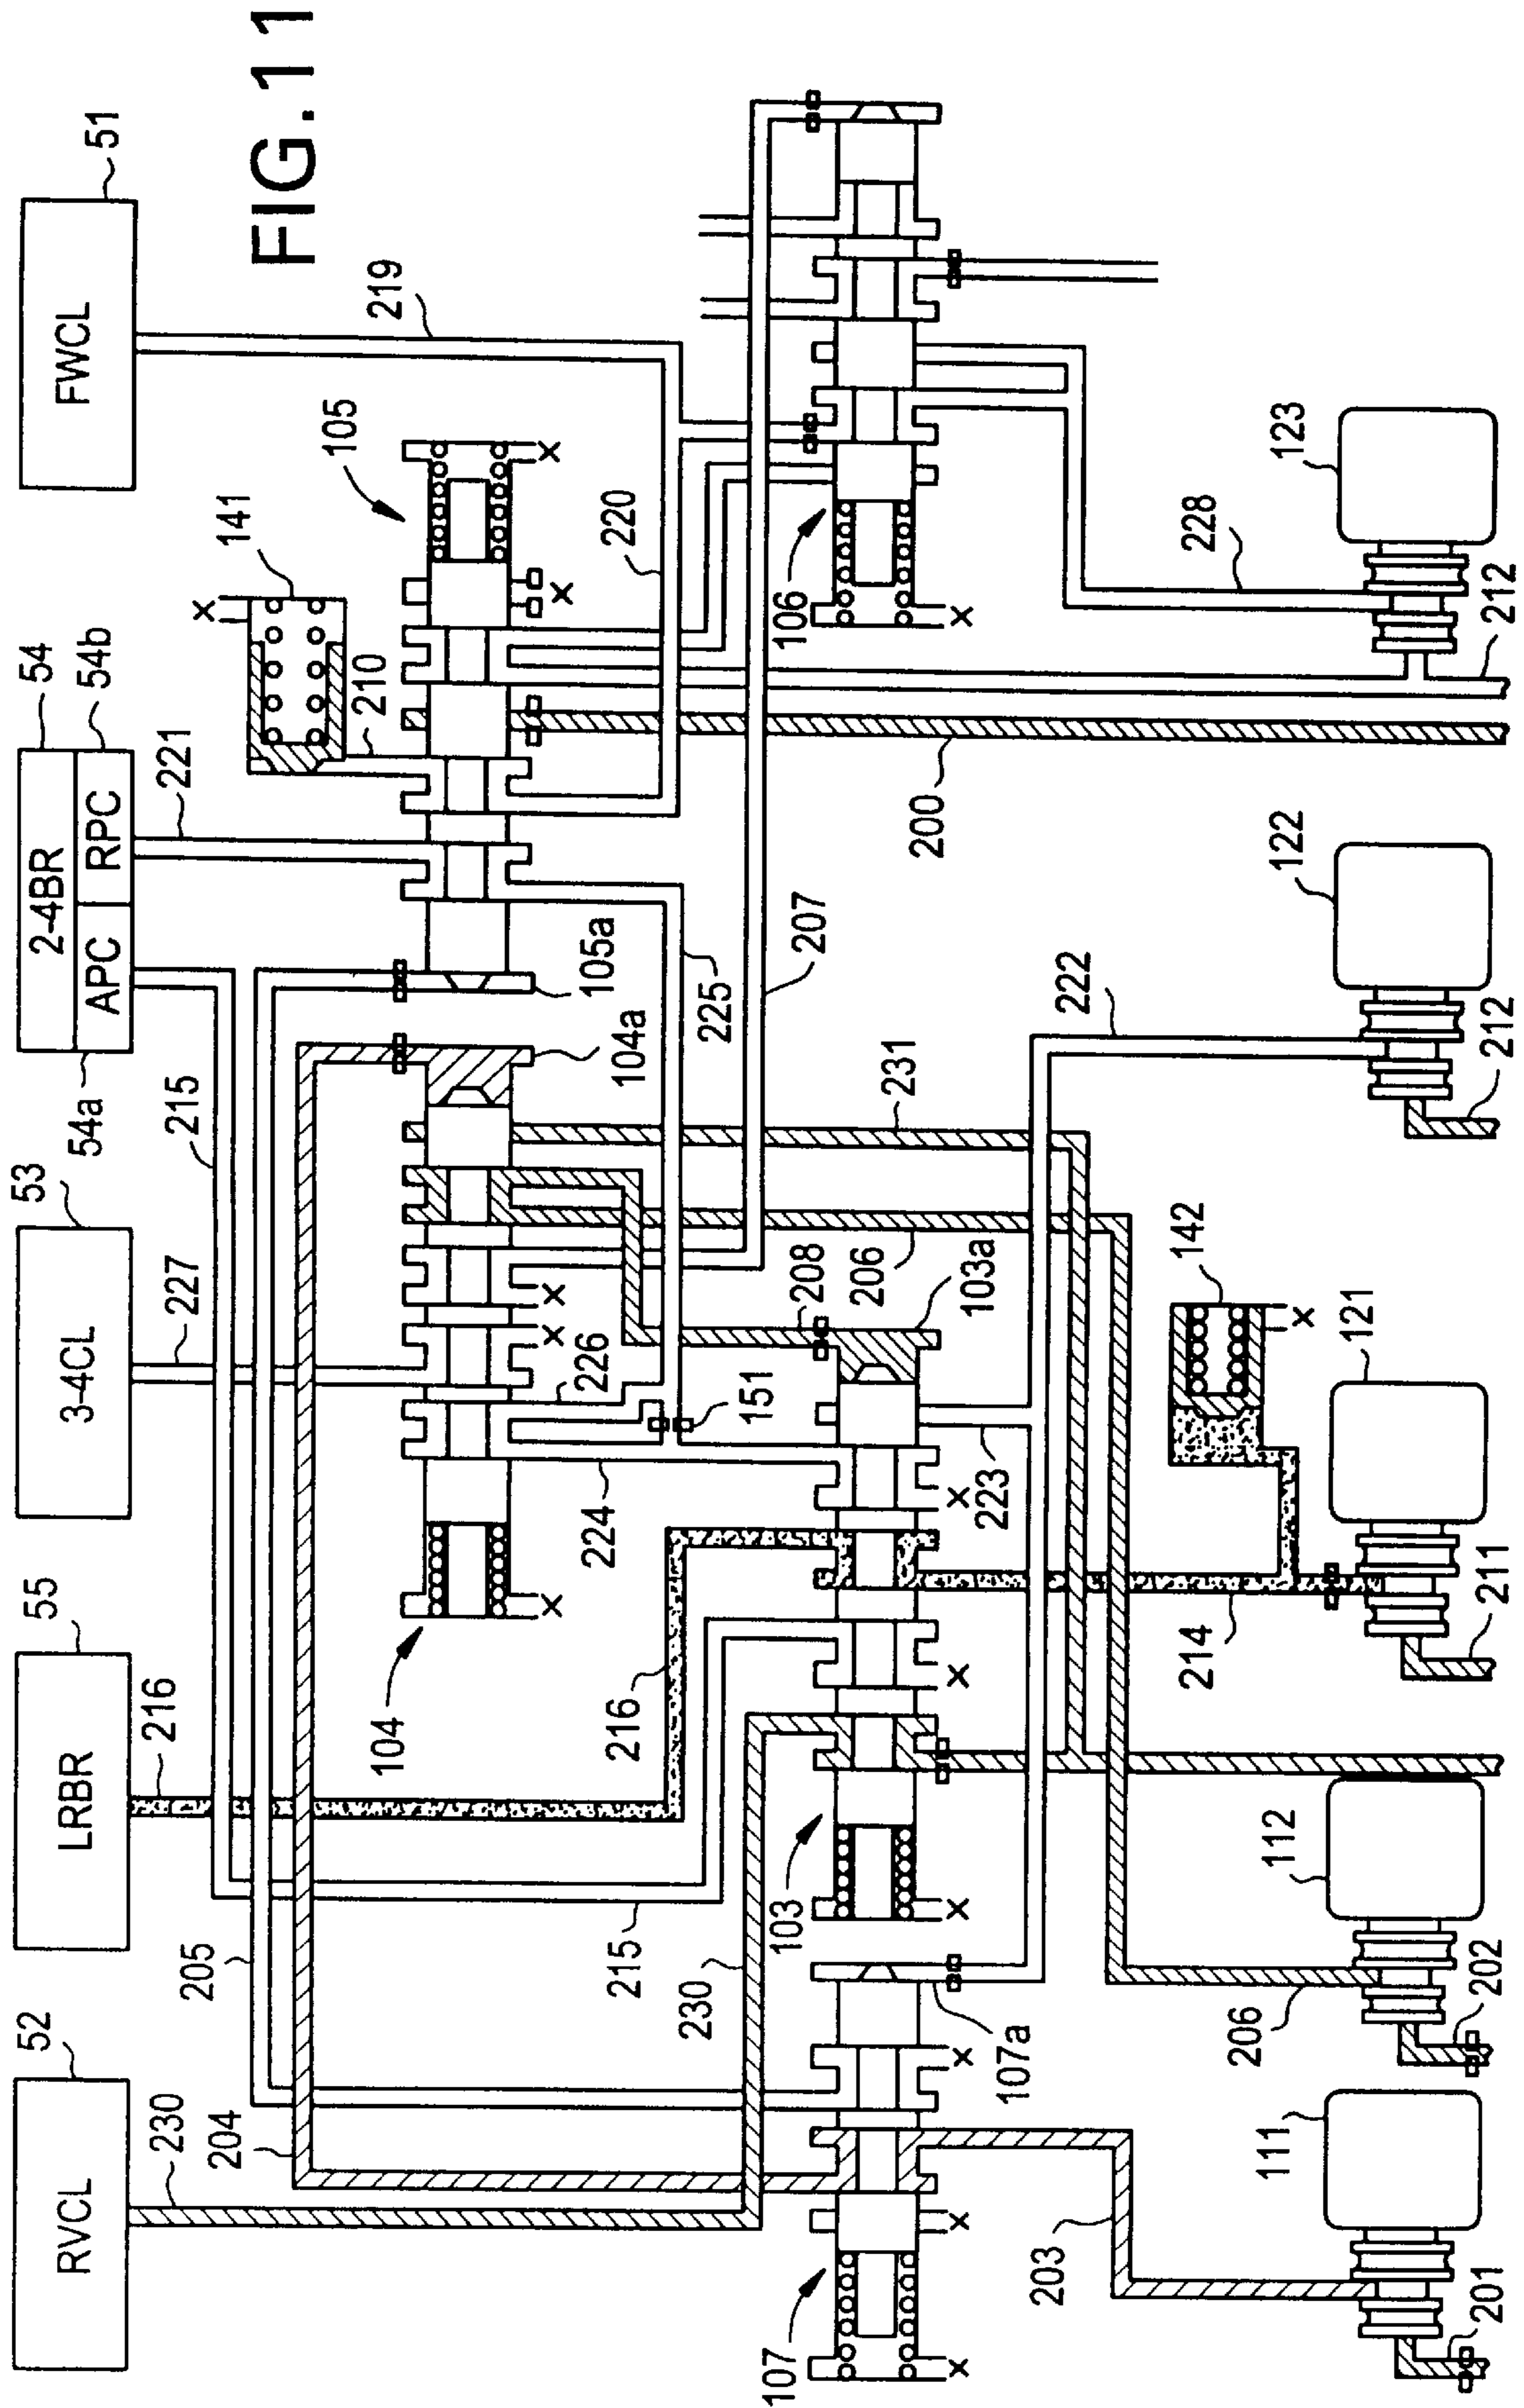 FIG.11
RVCL
52
LRBR
55
3-4CL
53
2-4BR
APC
RPC
54
54a
54b
FWCL
51
230
216
227
215
221
141
219
205
204
210
105
105a
104a
104
226
224
151
225
220
207
208
231
216
215
230
103
103a
206
223
222
200
106
107
107a
203
201
111
206
202
112
214
211
121
142
212
122
228
212
123
X
X
X
X
X
X
X
X
X
X
X
X
X